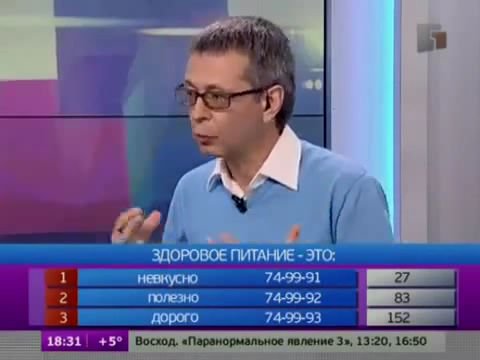 ЗДОРОВОЕ ПИТАНИЕ - ЭТО:
1 невкусно 74-99-91 27
2 полезно 74-99-92 83
3 дорого 74-99-93 152
18:31 +5° Восход. «Паранормальное явление 3», 13:20, 16:50